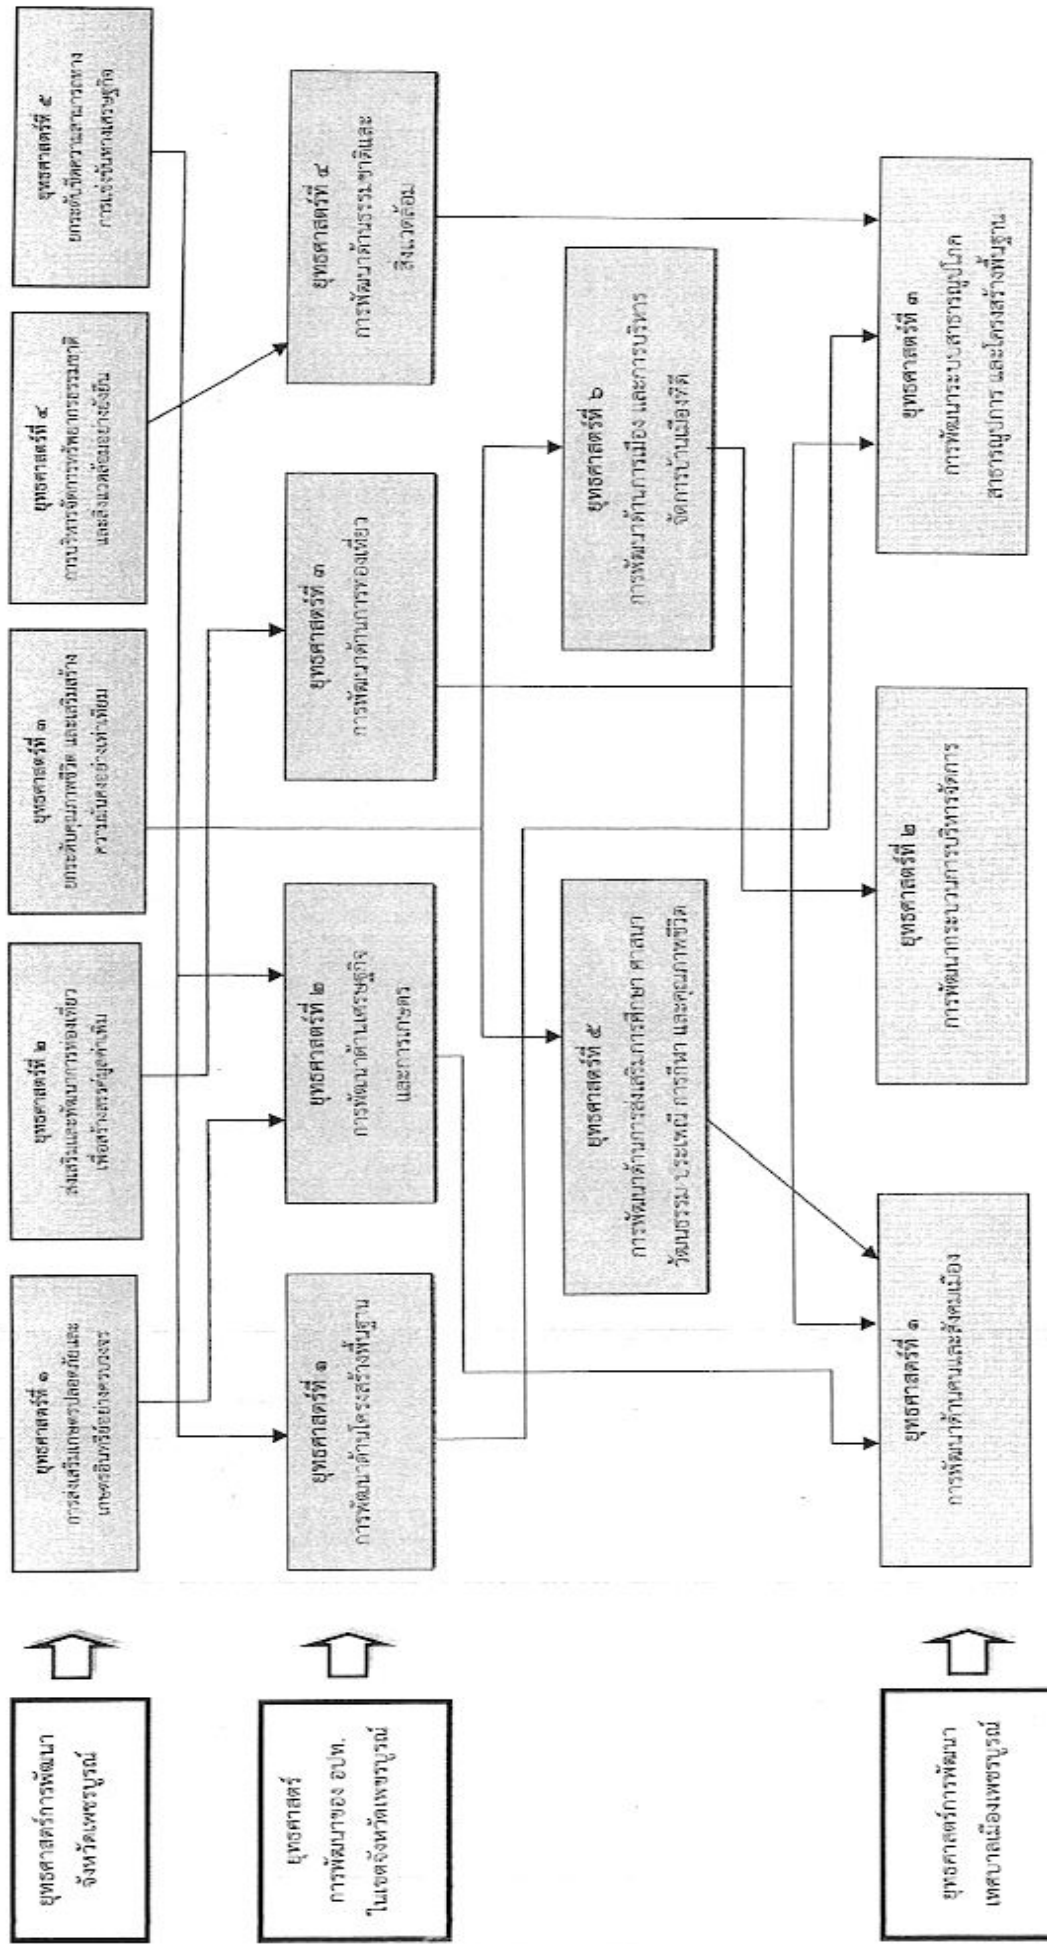 ยุทธศาสตร์การพัฒนา
จังหวัดเพชรบูรณ์
ยุทธศาสตร์ที่ ๑
การส่งเสริมเกษตรปลอดภัยและ
เกษตรอินทรีย์อย่างครบวงจร
ยุทธศาสตร์ที่ ๒
ส่งเสริมและพัฒนาการท่องเที่ยว
เพื่อสร้างสรรค์มูลค่าเพิ่ม
ยุทธศาสตร์ที่ ๓
ยกระดับคุณภาพชีวิต และเสริมสร้าง
ความมั่นคงอย่างเท่าเทียม
ยุทธศาสตร์ที่ ๔
การบริหารจัดการทรัพยากรธรรมชาติ
และสิ่งแวดล้อมอย่างยั่งยืน
ยุทธศาสตร์ที่ ๕
ยกระดับขีดความสามารถทาง
การแข่งขันทางเศรษฐกิจ
ยุทธศาสตร์
การพัฒนาของ อปท.
ในเขตจังหวัดเพชรบูรณ์
ยุทธศาสตร์ที่ ๑
การพัฒนาด้านโครงสร้างพื้นฐาน
ยุทธศาสตร์ที่ ๒
การพัฒนาด้านเศรษฐกิจ
และการเกษตร
ยุทธศาสตร์ที่ ๓
การพัฒนาด้านการท่องเที่ยว
ยุทธศาสตร์ที่ ๔
การพัฒนาด้านธรรมชาติและ
สิ่งแวดล้อม
ยุทธศาสตร์ที่ ๕
การพัฒนาด้านการส่งเสริมการศึกษา ศาสนา
วัฒนธรรม ประเพณี การกีฬา และคุณภาพชีวิต
ยุทธศาสตร์ที่ ๖
การพัฒนาด้านการเมือง และการบริหาร
จัดการบ้านเมืองที่ดี
ยุทธศาสตร์การพัฒนา
เทศบาลเมืองเพชรบูรณ์
ยุทธศาสตร์ที่ ๑
การพัฒนาด้านคนและสังคมเมือง
ยุทธศาสตร์ที่ ๒
การพัฒนากระบวนการบริหารจัดการ
ยุทธศาสตร์ที่ ๓
การพัฒนาระบบสาธารณูปโภค
สาธารณูปการ และโครงสร้างพื้นฐาน